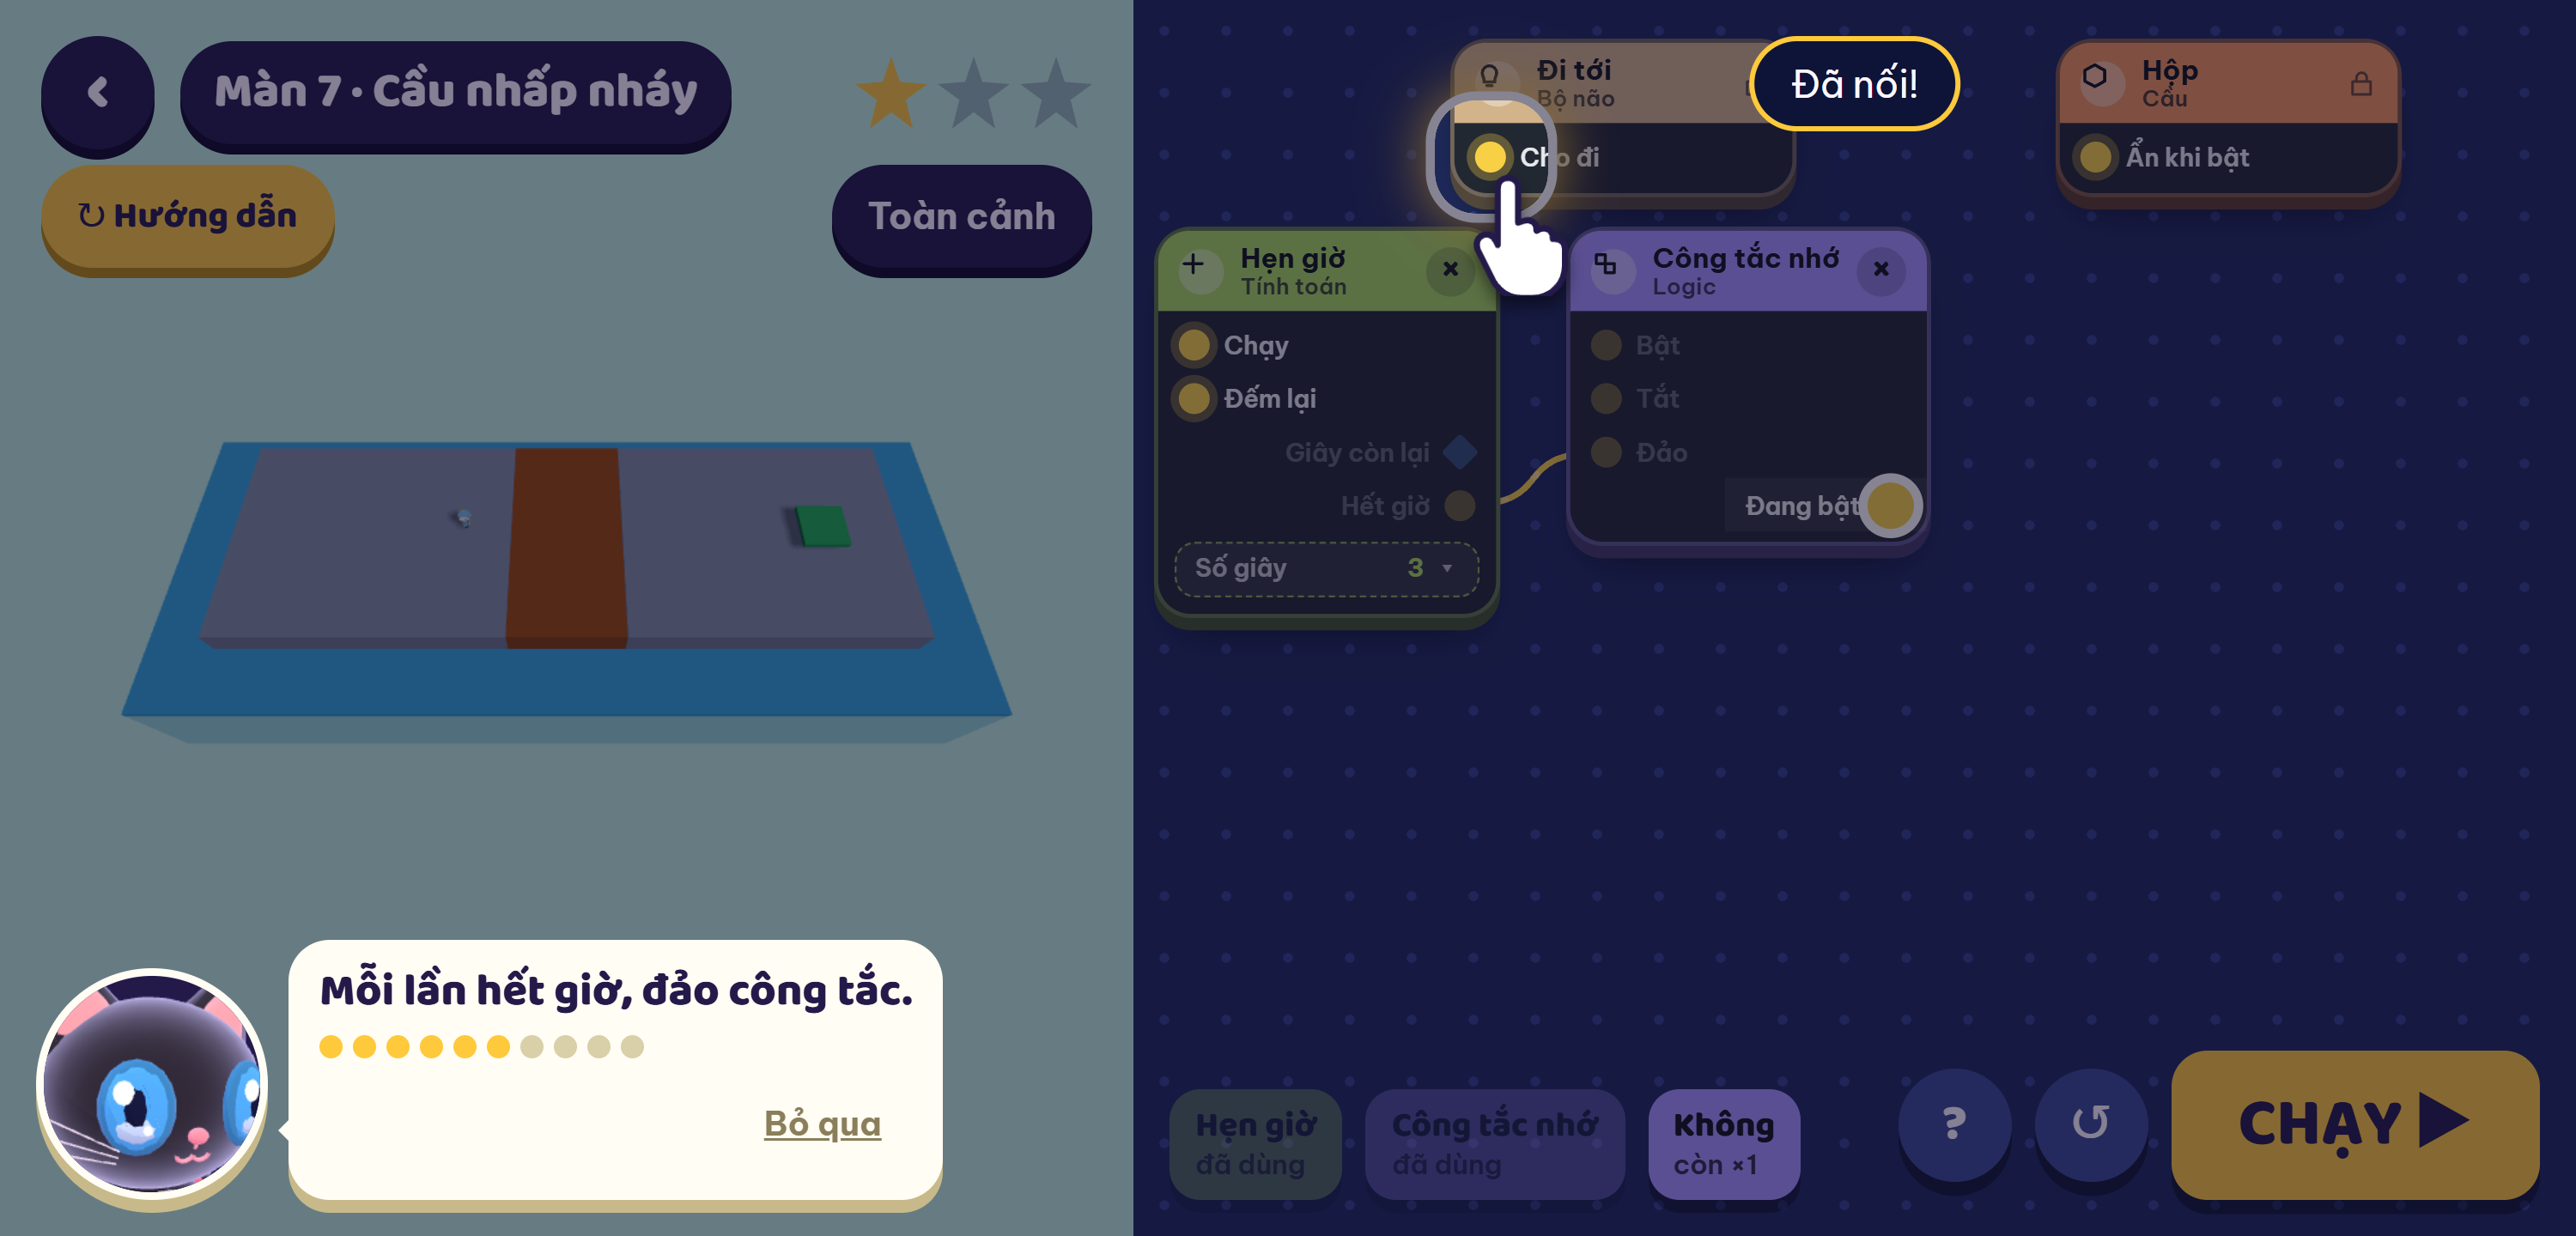 Màn 7 • Cầu nhấp nháy
↻ Hướng dẫn
Toàn cảnh
Mỗi lần hết giờ, đảo công tắc.
Bỏ qua
Đi tới
Bộ não
Cho đi
Đã nối!
Hộp
Cầu
Ẩn khi bật
Hẹn giờ
Tính toán
Chạy
Đếm lại
Giây còn lại
Hết giờ
Số giây 3
Công tắc nhớ
Logic
Bật
Tắt
Đảo
Đang bật
Hẹn giờ
đã dùng
Công tắc nhớ
đã dùng
Không
còn ×1
?
CHẠY